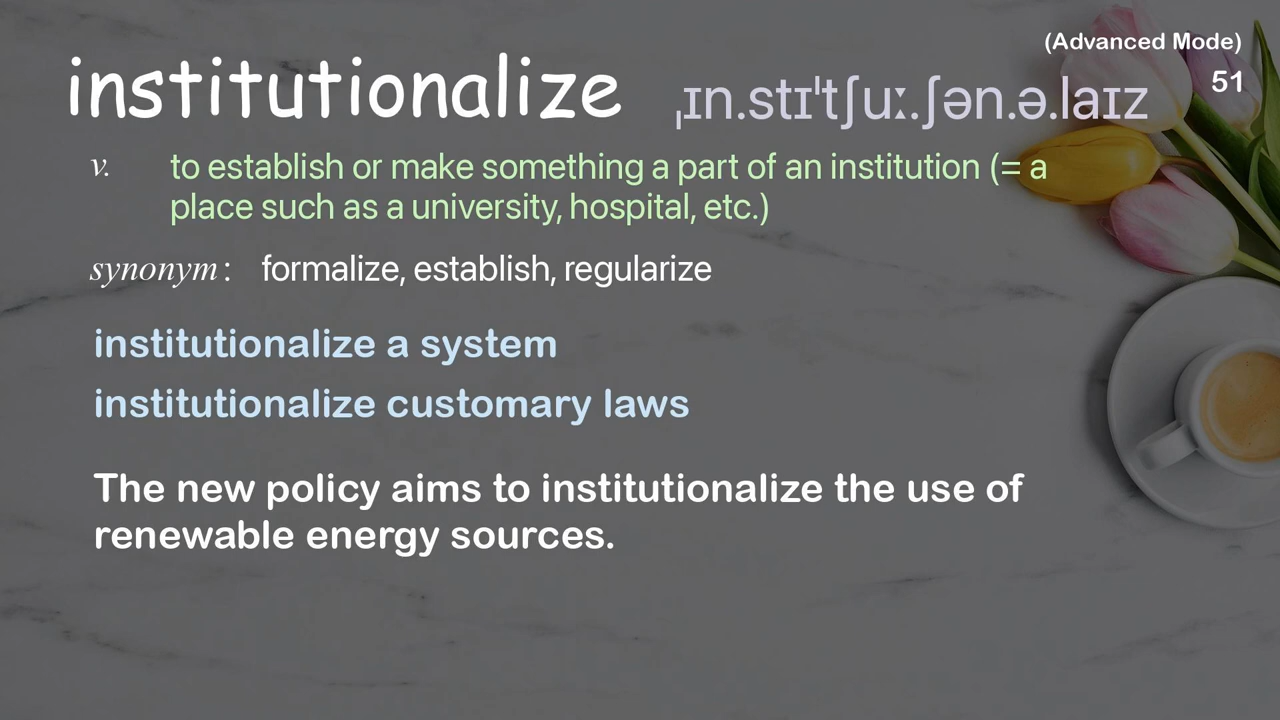 (Advanced Mode)
institutionalize ˌɪn.stɪˈtʃuː.ʃən.ə.laɪz 51
v. to establish or make something a part of an institution (= a
place such as a university, hospital, etc.)
synonym: formalize, establish, regularize
institutionalize a system
institutionalize customary laws
The new policy aims to institutionalize the use of
renewable energy sources.